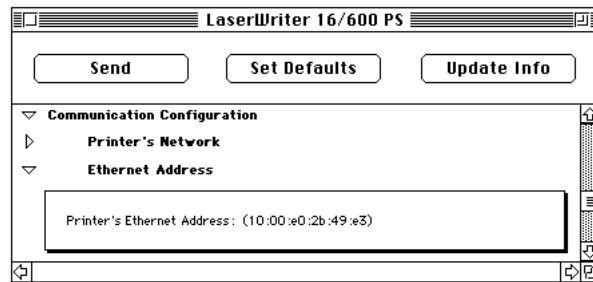 LaserWriter 16/600 PS
Send Set Defaults Update Info
Communication Configuration
Printer's Network
Ethernet Address
Printer's Ethernet Address: (10:00:e0:2b:49:e3)